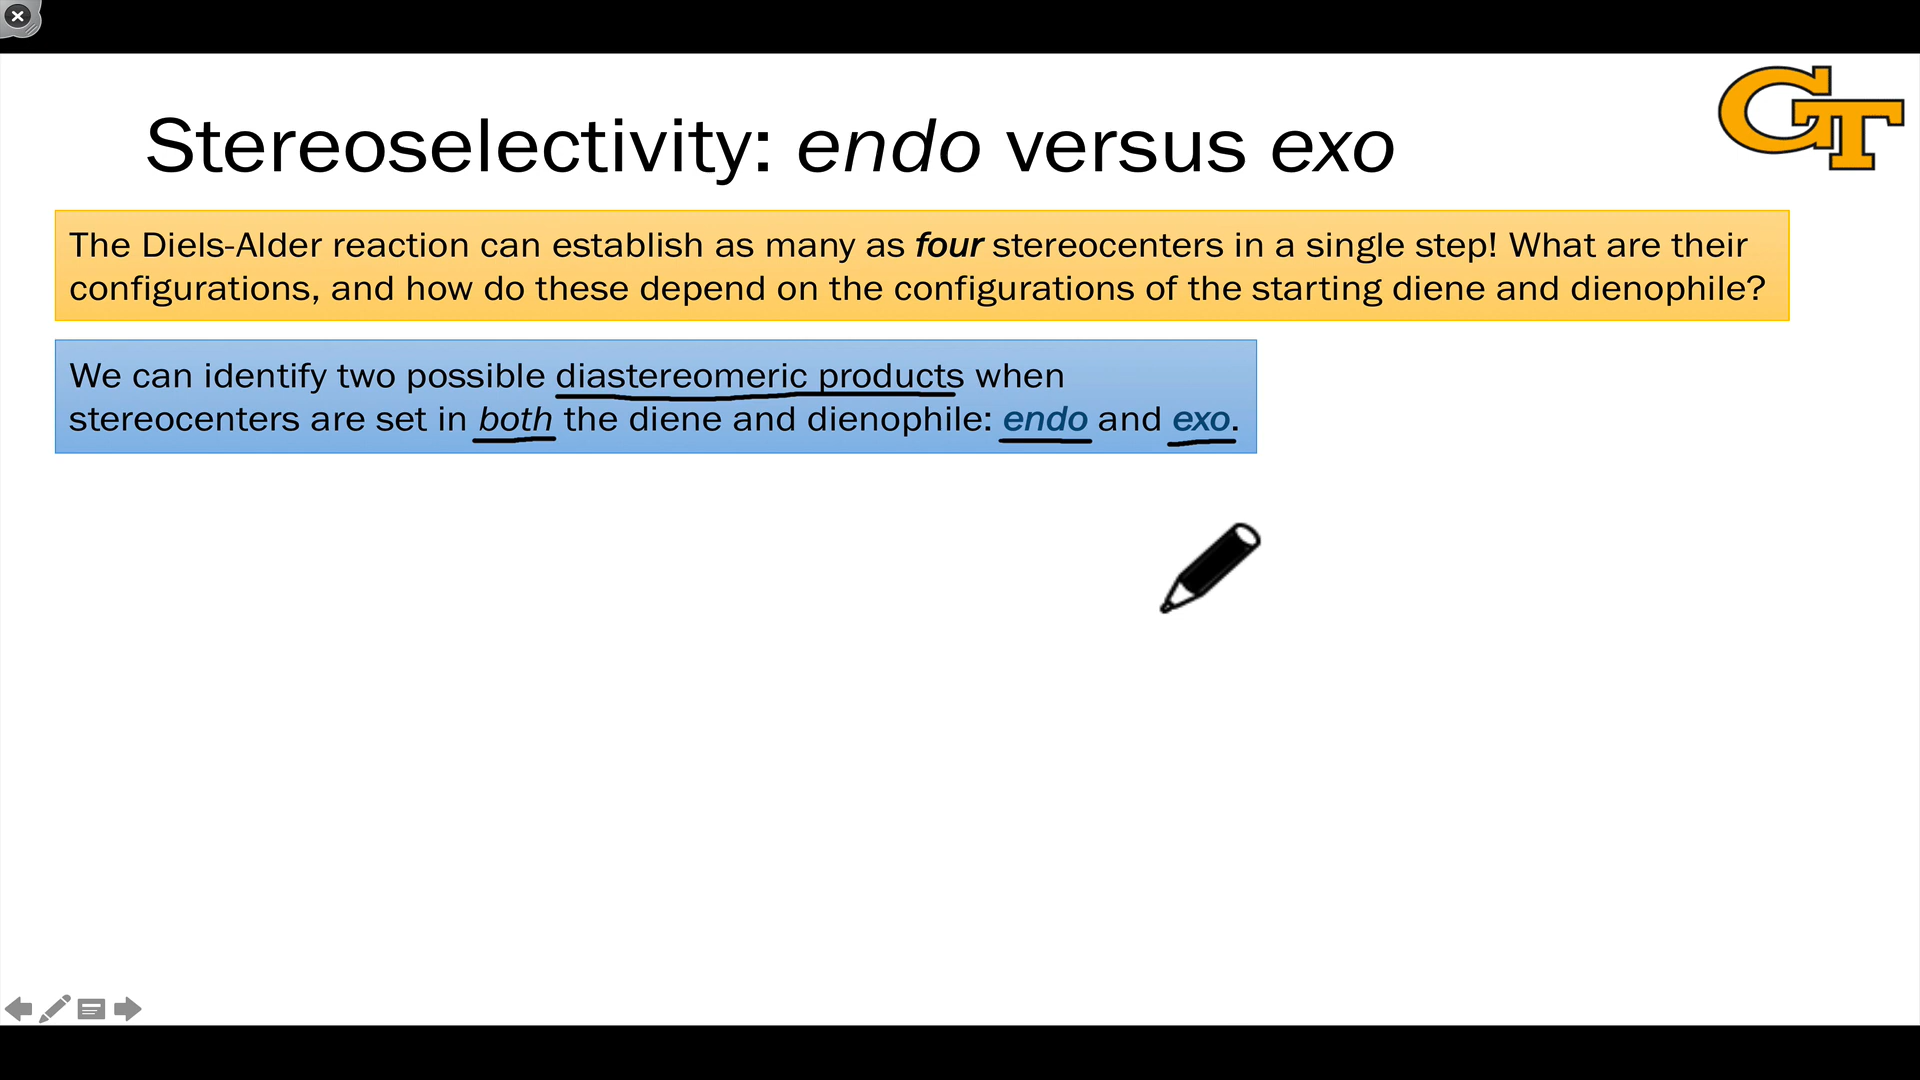 GT
Stereoselectivity: endo versus exo
The Diels-Alder reaction can establish as many as four stereocenters in a single step! What are their
configurations, and how do these depend on the configurations of the starting diene and dienophile?
We can identify two possible diastereomeric products when
stereocenters are set in both the diene and dienophile: endo and exo.